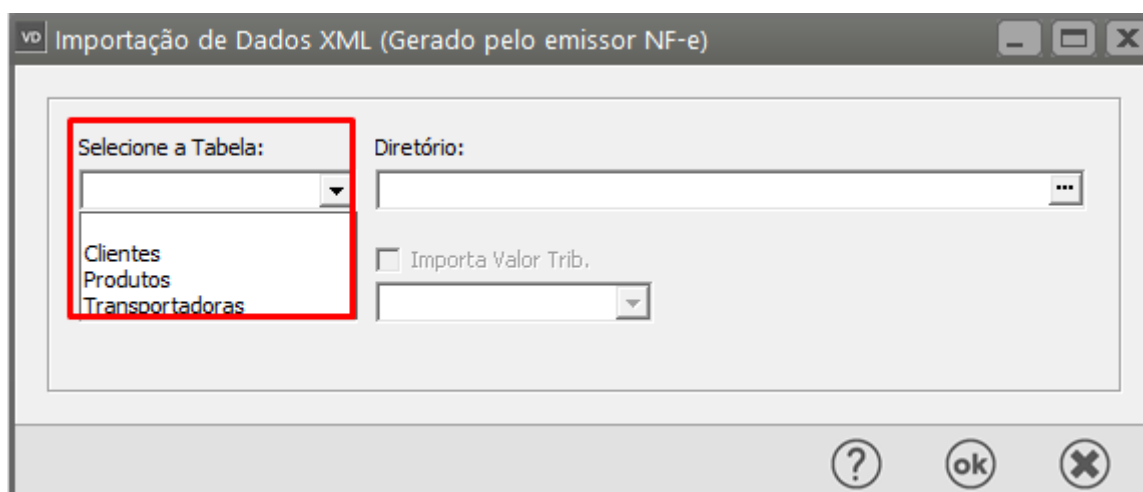 VD Importação de Dados XML (Gerado pelo emissor NF-e)
Selecione a Tabela: Diretório:
...
Clientes
Importa Valor Trib.
Produtos
Transportadoras
? ok